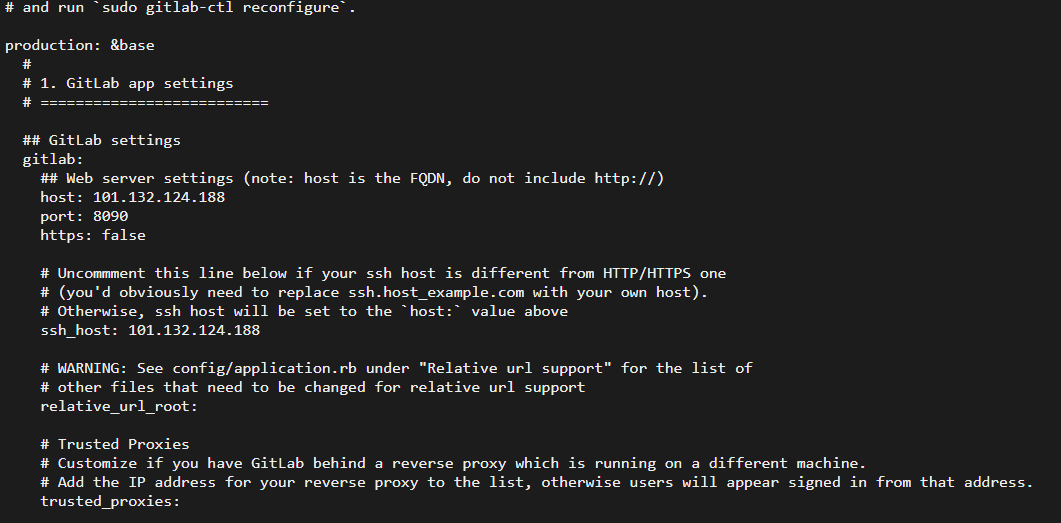 # and run `sudo gitlab-ctl reconfigure`.
production: &base
#
# 1. GitLab app settings
# ==========================
## GitLab settings
gitlab:
## Web server settings (note: host is the FQDN, do not include http://)
host: 101.132.124.188
port: 8090
https: false
# Uncommment this line below if your ssh host is different from HTTP/HTTPS one
# (you'd obviously need to replace ssh.host_example.com with your own host).
# Otherwise, ssh host will be set to the `host:` value above
ssh_host: 101.132.124.188
# WARNING: See config/application.rb under "Relative url support" for the list of
# other files that need to be changed for relative url support
relative_url_root:
# Trusted Proxies
# Customize if you have GitLab behind a reverse proxy which is running on a different machine.
# Add the IP address for your reverse proxy to the list, otherwise users will appear signed in from that address.
trusted_proxies: